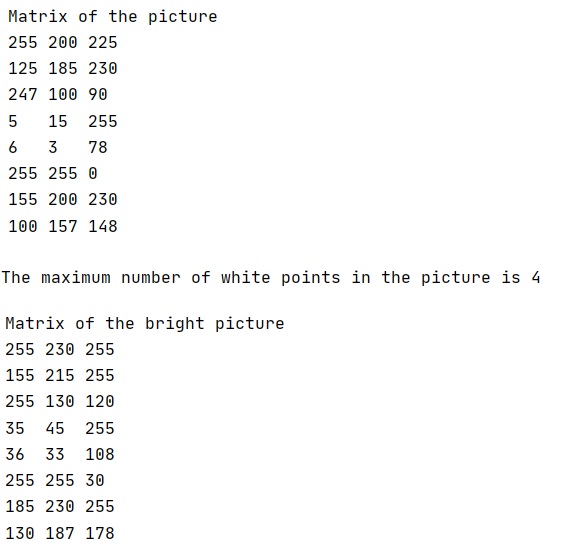 Matrix of the picture
255 200 225
125 185 230
247 100 90
5 15 255
6 3 78
255 255 0
155 200 230
100 157 148
The maximum number of white points in the picture is 4
Matrix of the bright picture
255 230 255
155 215 255
255 130 120
35 45 255
36 33 108
255 255 30
185 230 255
130 187 178